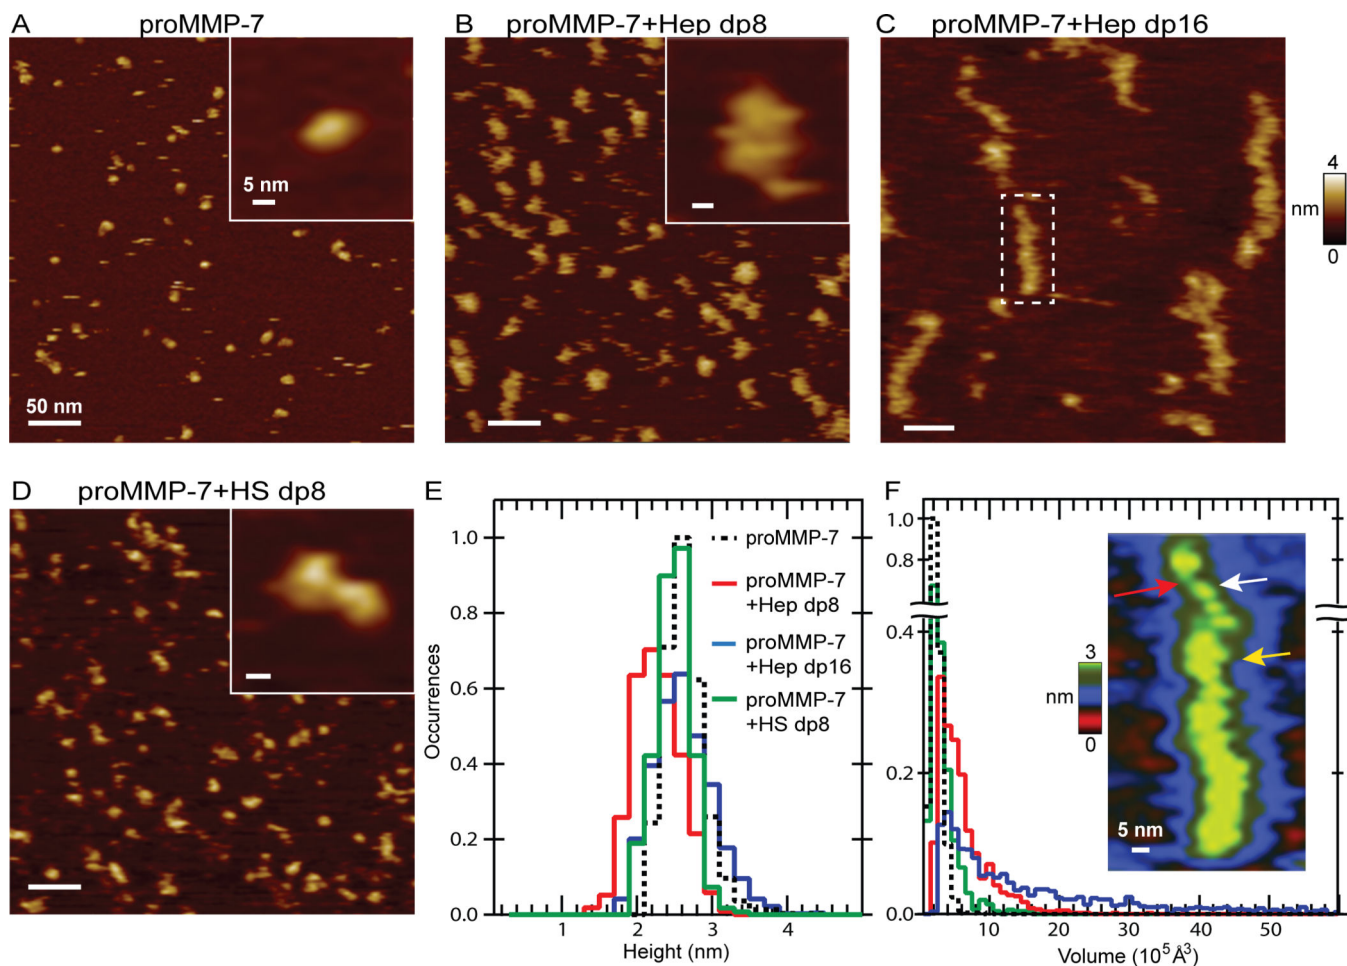 A proMMP-7
5 nm
50 nm
B proMMP-7+Hep dp8
C proMMP-7+Hep dp16
4
nm
0
D proMMP-7+HS dp8
E
1.0
0.8
0.6
0.4
0.2
0.0
Occurrences
1 2 3 4
Height (nm)
proMMP-7
proMMP-7
+Hep dp8
proMMP-7
+Hep dp16
proMMP-7
+HS dp8
F
1.0
0.8
0.4
0.2
0.0
3
nm
0
5 nm
10 20 30 40 50
Volume (10⁵Å³)